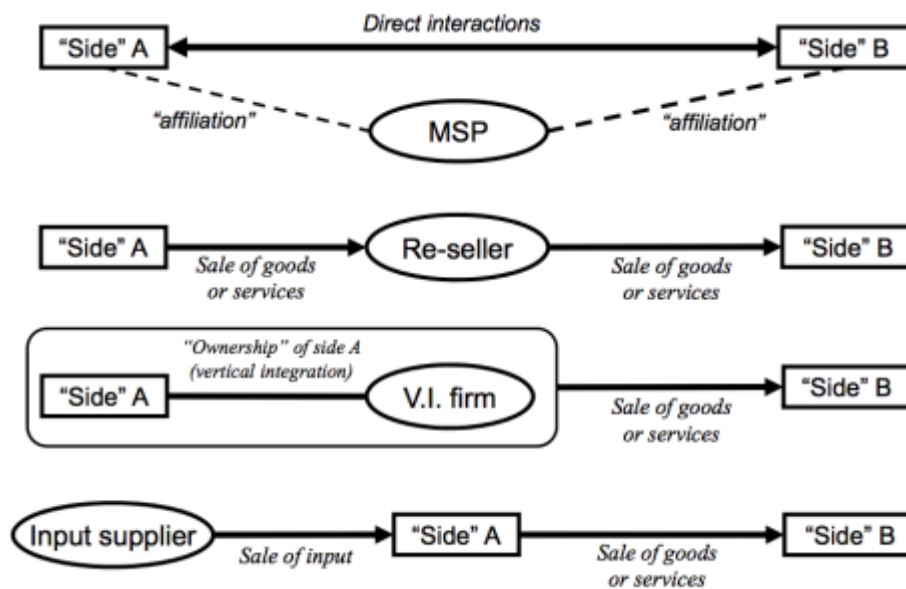 Direct interactions
“Side” A
“Side” B
“affiliation”
MSP
“affiliation”
“Side” A
Re-seller
“Side” B
Sale of goods
or services
Sale of goods
or services
“Ownership” of side A
(vertical integration)
“Side” A
V.I. firm
“Side” B
Sale of goods
or services
Input supplier
“Side” A
“Side” B
Sale of input
Sale of goods
or services